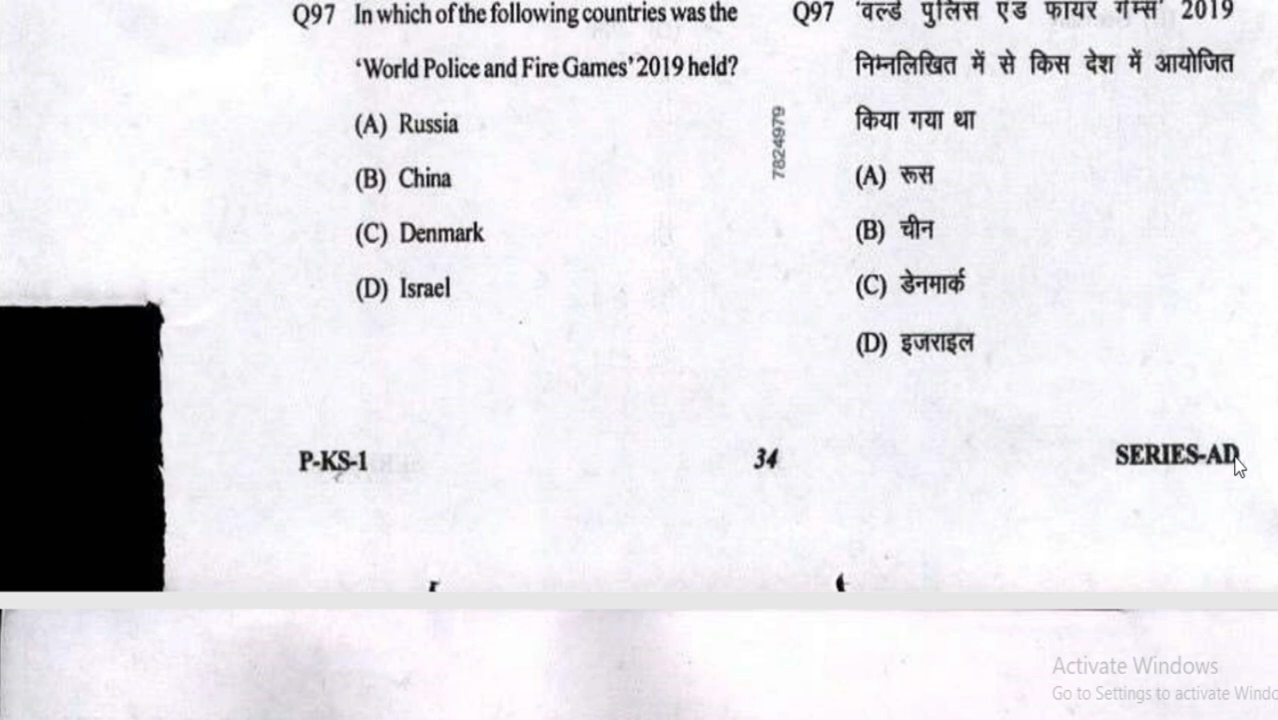 Q97 In which of the following countries was the
'World Police and Fire Games' 2019 held?
(A) Russia
(B) China
(C) Denmark
(D) Israel
7824979
Q97 'वर्ल्ड पुलिस एंड फायर गेम्स' 2019
निम्नलिखित में से किस देश में आयोजित
किया गया था
(A) रूस
(B) चीन
(C) डेनमार्क
(D) इजराइल
P-KS-1
34
SERIES-AD
Activate Windows
Go to Settings to activate